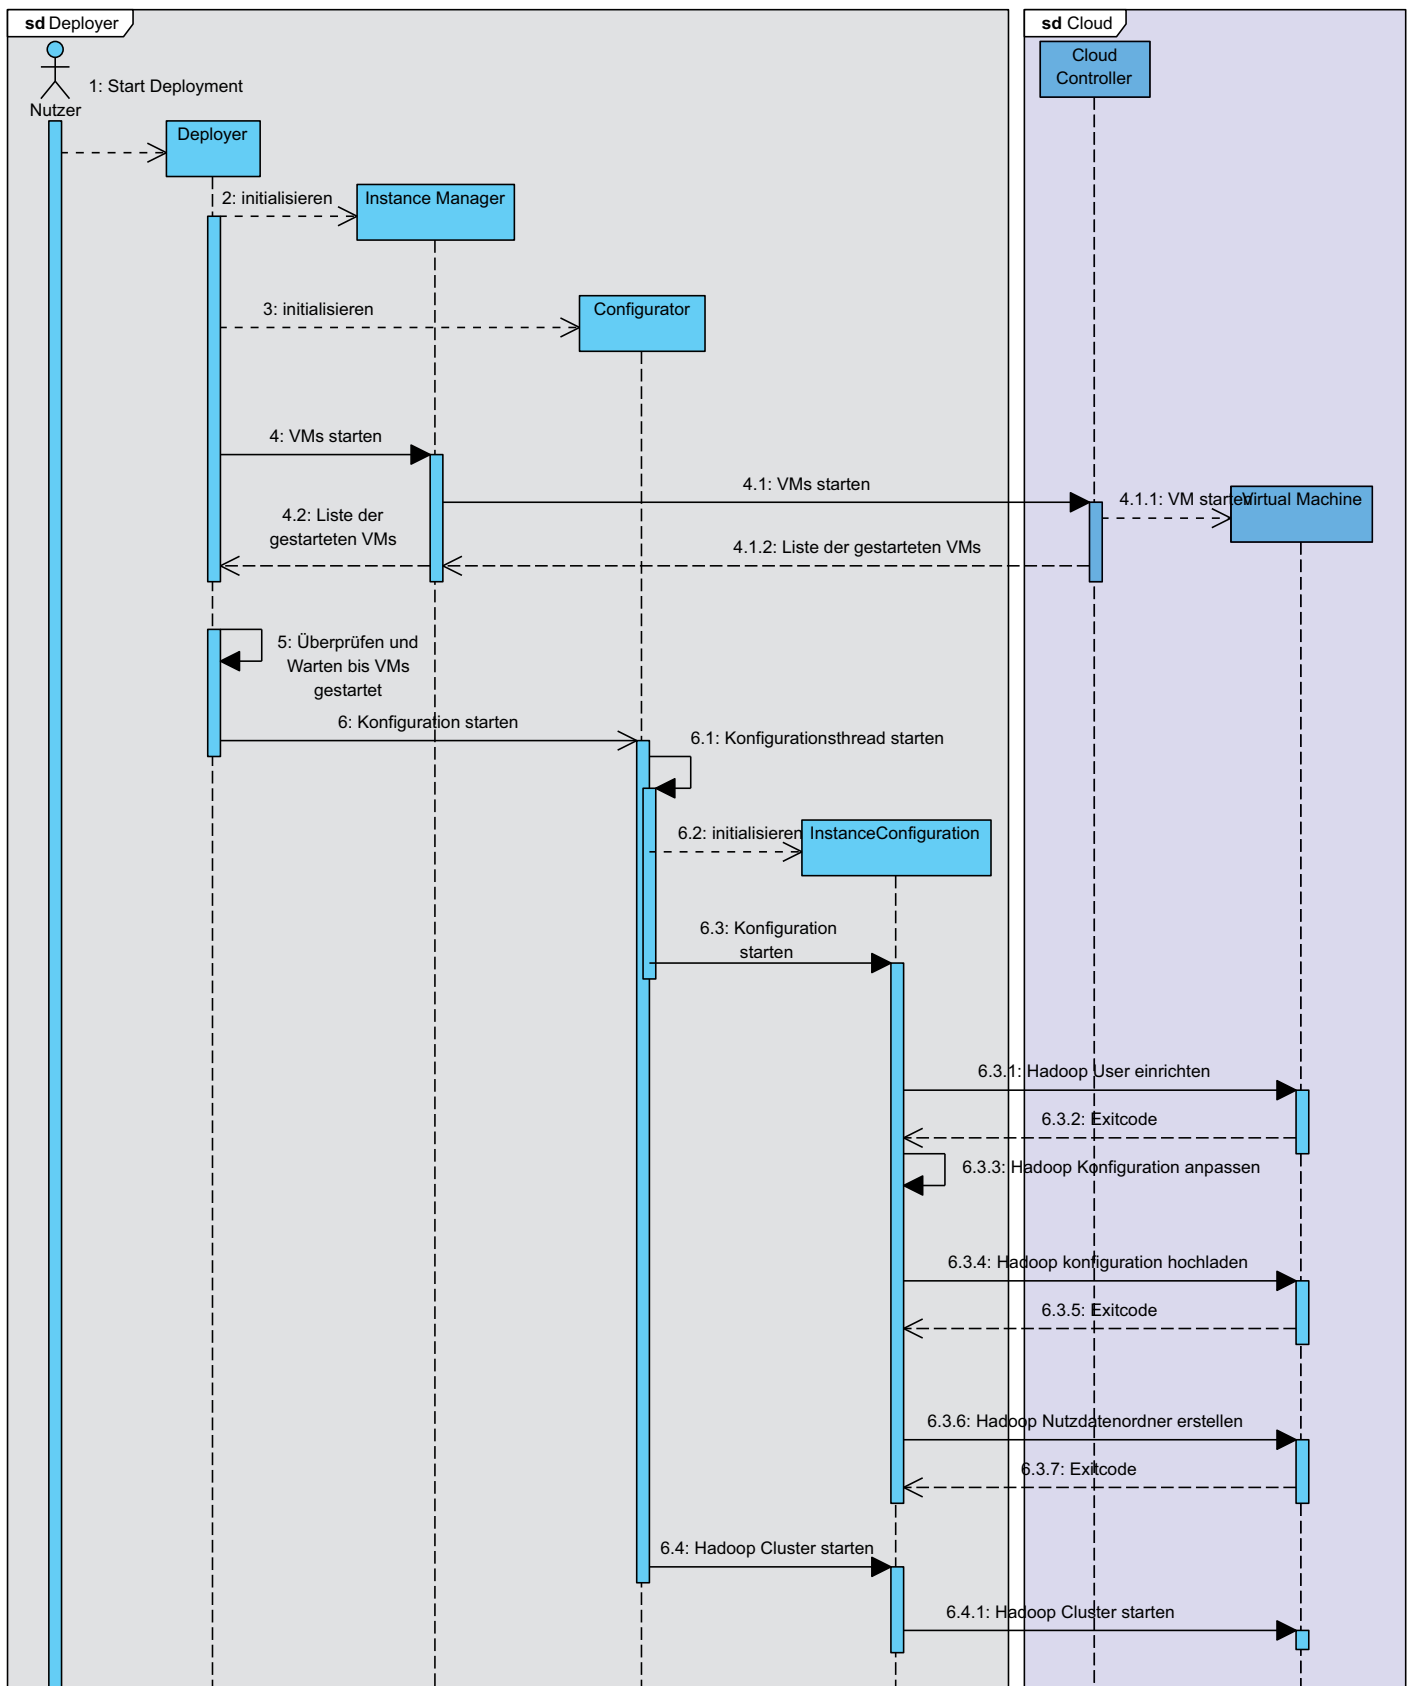 sd Deployer
sd Cloud
Nutzer
1: Start Deployment
Cloud
Controller
Deployer
2: initialisieren
Instance Manager
3: initialisieren
Configurator
4: VMs starten
4.1: VMs starten
4.1.1: VM starten
Virtual Machine
4.2: Liste der
gestarteten VMs
4.1.2: Liste der gestarteten VMs
5: Überprüfen und
Warten bis VMs
gestartet
6: Konfiguration starten
6.1: Konfigurationsthread starten
6.2: initialisieren
InstanceConfiguration
6.3: Konfiguration
starten
6.3.1: Hadoop User einrichten
6.3.2: Exitcode
6.3.3: Hadoop Konfiguration anpassen
6.3.4: Hadoop konfiguration hochladen
6.3.5: Exitcode
6.3.6: Hadoop Nutzdatenordner erstellen
6.3.7: Exitcode
6.4: Hadoop Cluster starten
6.4.1: Hadoop Cluster starten